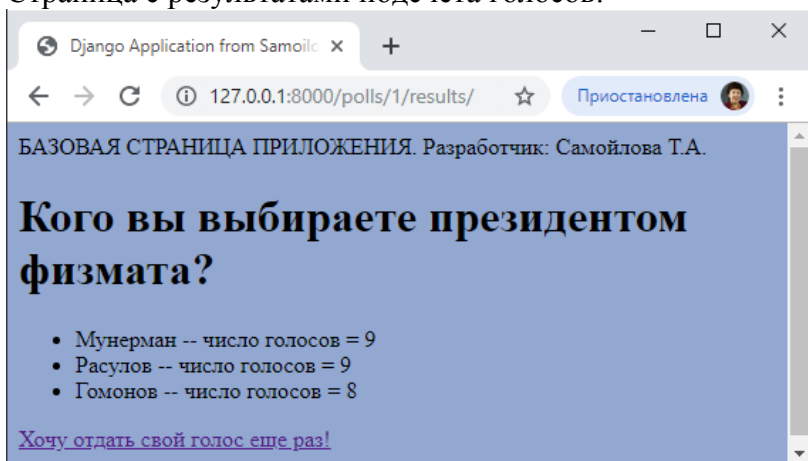 Страница с результатами подсчета голосов:
Django Application from Samoilo
127.0.0.1:8000/polls/1/results/
Приостановлена
БАЗОВАЯ СТРАНИЦА ПРИЛОЖЕНИЯ. Разработчик: Самойлова Т.А.
Кого вы выбираете президентом
физмата?
• Мунерман -- число голосов = 9
• Расулов -- число голосов = 9
• Гомонов -- число голосов = 8
Хочу отдать свой голос еще раз!